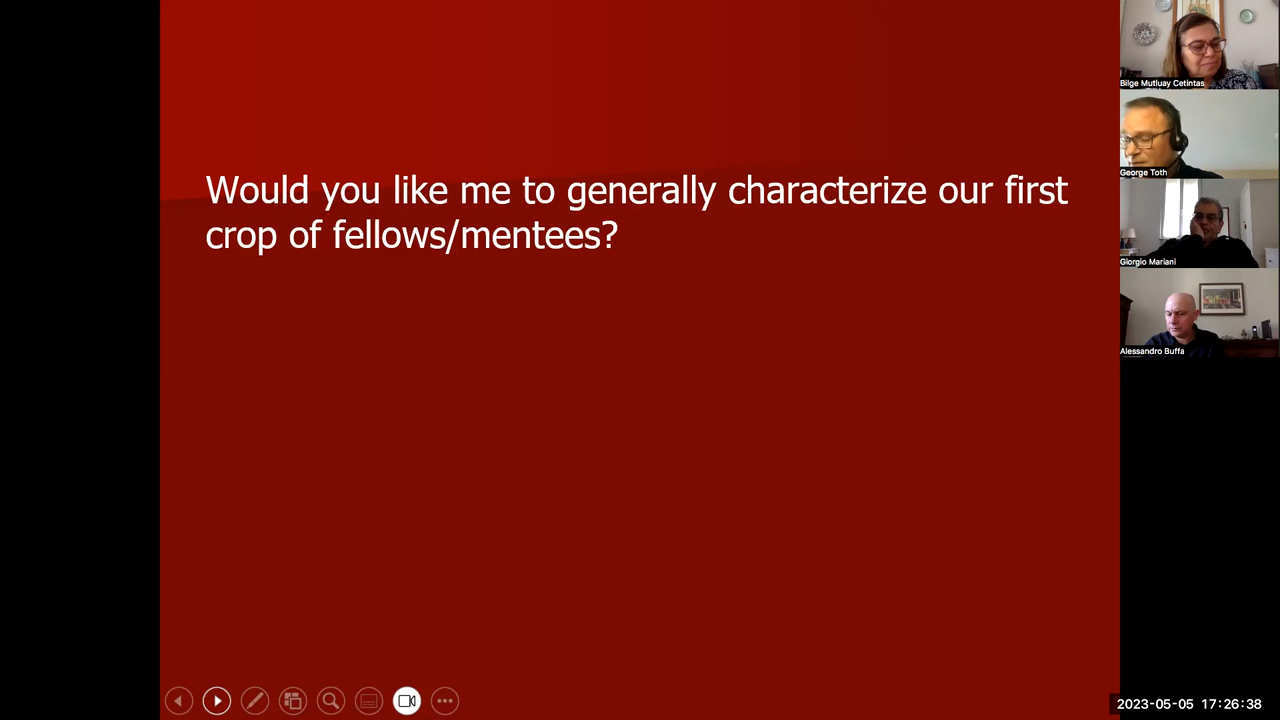 Would you like me to generally characterize our first
crop of fellows/mentees?
Bilge Mutluay Cetintas
George Toth
Giorgio Mariani
Alessandro Buffa
2023-05-05 17:26:38